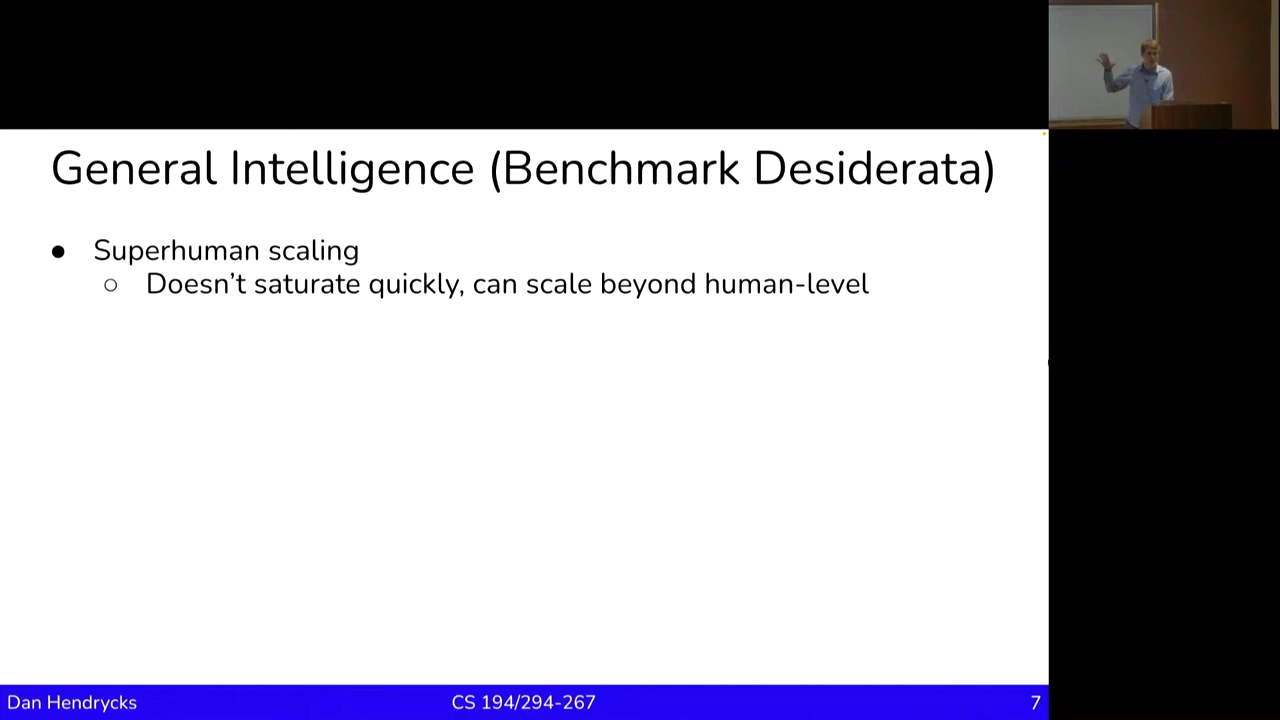 General Intelligence (Benchmark Desiderata)
● Superhuman scaling
○ Doesn't saturate quickly, can scale beyond human-level
Dan Hendrycks CS 194/294-267 7